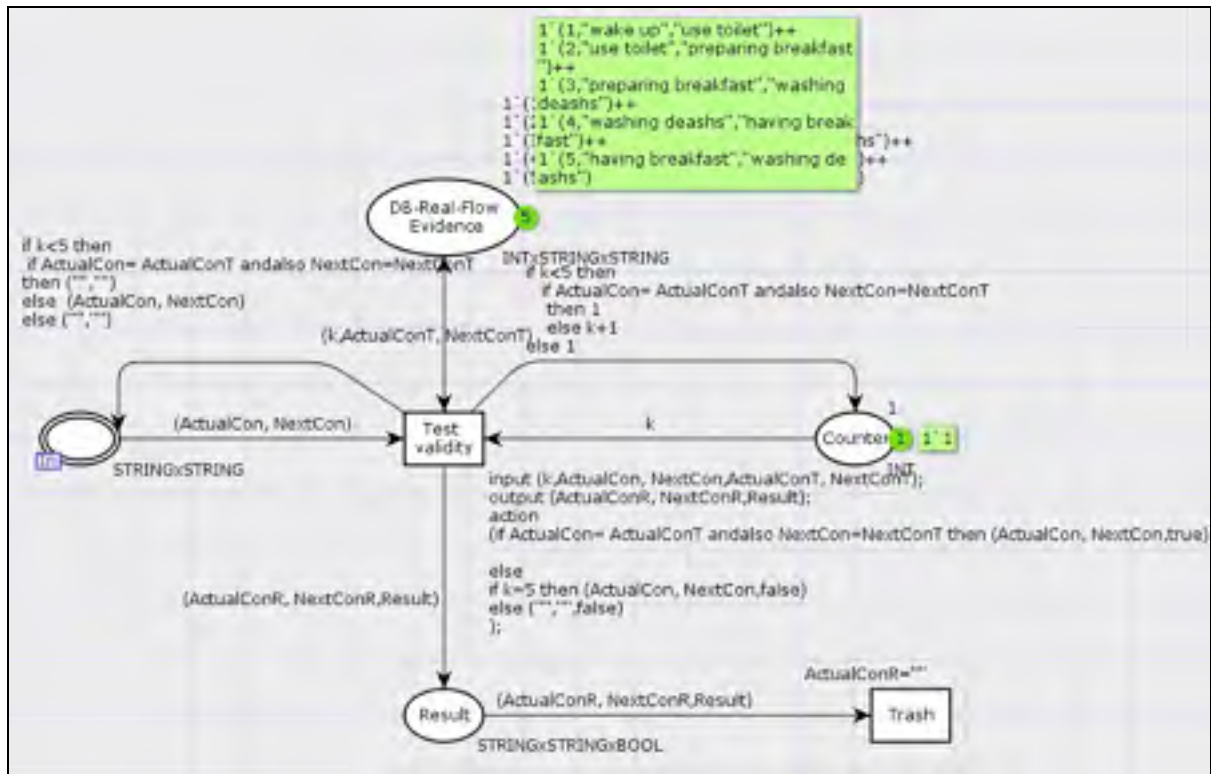 1`(1,"wake up","use toilet")++
1`(2,"use toilet","preparing breakfast
")++
1`(3,"preparing breakfast","washing
deashs")++
1`(4,"washing deashs","having break
fast")++
1`(5,"having breakfast","washing de
ashs")
hs")++
)++
)
DB-Real-Flow
Evidence
5
INTxSTRINGxSTRING
if k<5 then
if ActualCon= ActualConT andalso NextCon=NextConT
then ("","")
else (ActualCon, NextCon)
else ("","")
if k<5 then
if ActualCon= ActualConT andalso NextCon=NextConT
then 1
else k+1
else 1
(k,ActualConT, NextConT)
(ActualCon, NextCon)
Test
validity
k
1
Counter
1
1`1
In
STRINGxSTRING
INT
input (k,ActualCon, NextCon,ActualConT, NextConT);
output (ActualConR, NextConR,Result);
action
(if ActualCon= ActualConT andalso NextCon=NextConT then (ActualCon, NextCon,true)
else
if k=5 then (ActualCon, NextCon,false)
else ("","",false)
);
(ActualConR, NextConR,Result)
ActualConR=""
Result
(ActualConR, NextConR,Result)
Trash
STRINGxSTRINGxBOOL